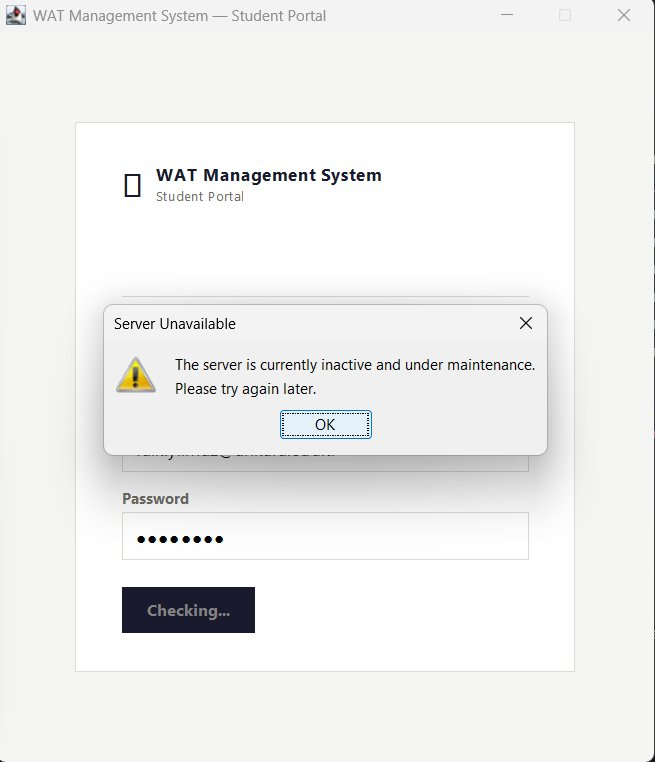 WAT Management System — Student Portal
WAT Management System
Student Portal
Server Unavailable
The server is currently inactive and under maintenance.
Please try again later.
OK
Password
Checking...